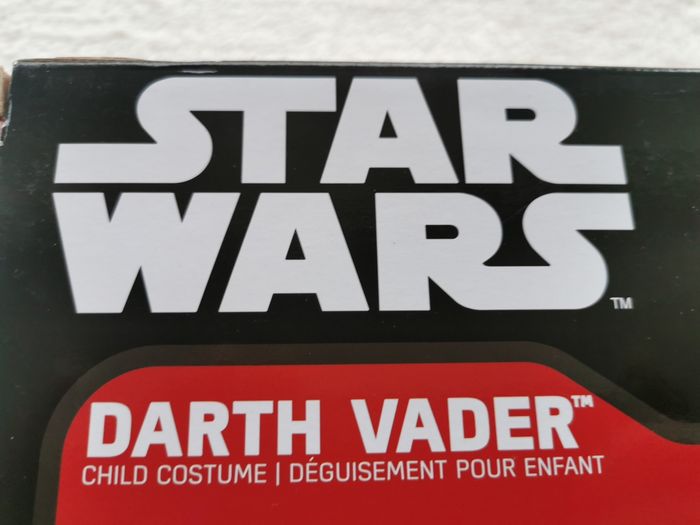 STAR
WARS™
DARTH VADER™
CHILD COSTUME | DÉGUISEMENT POUR ENFANT